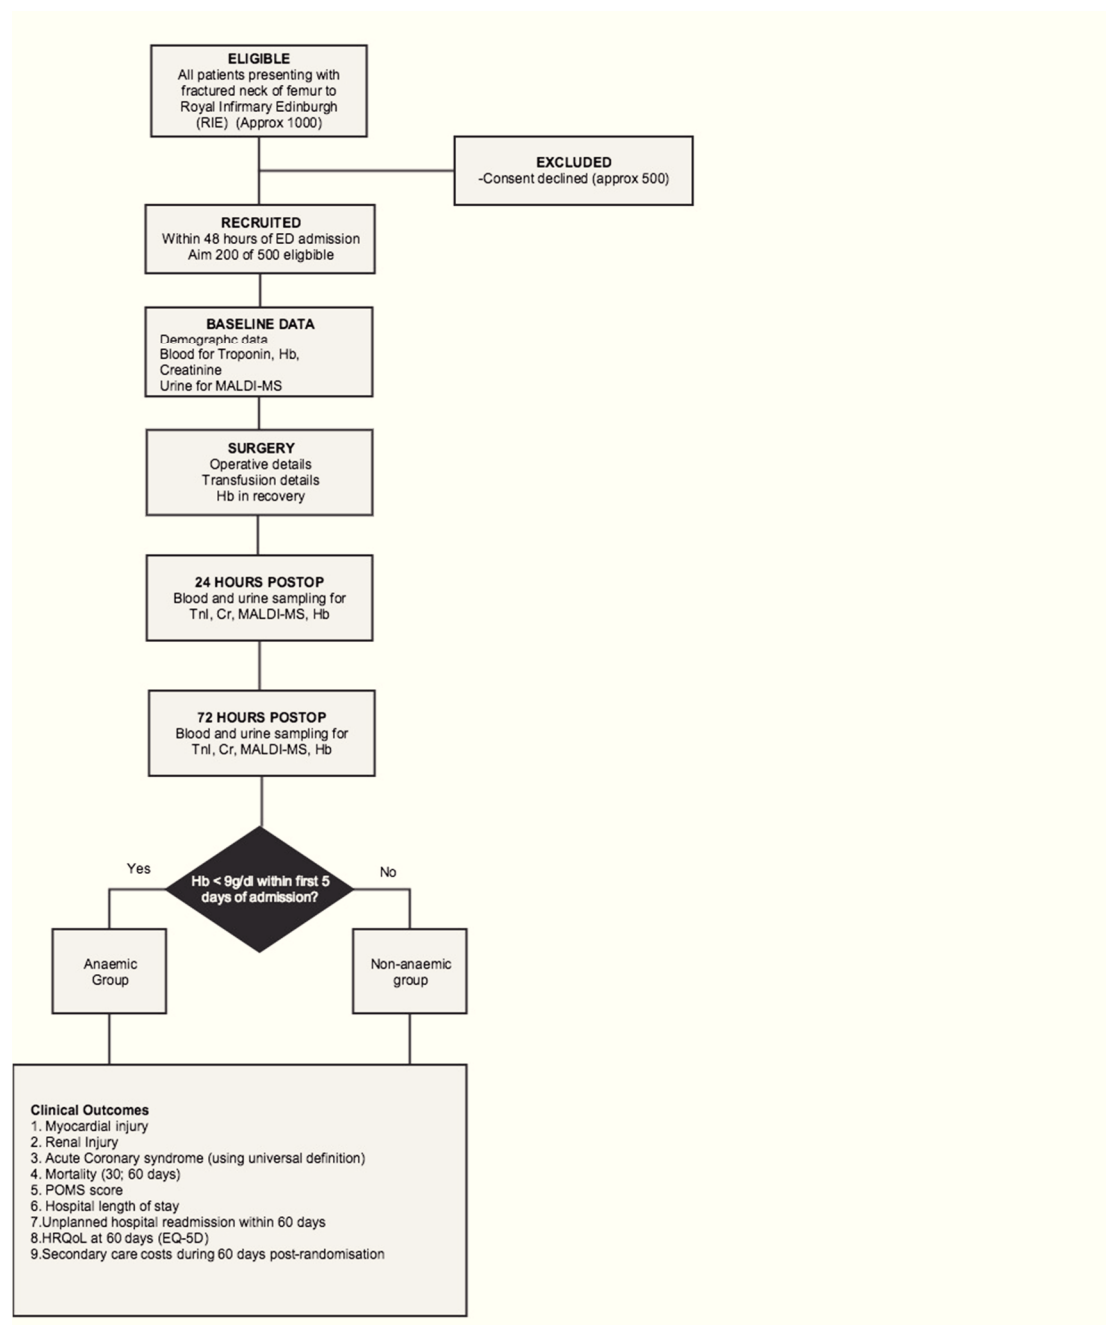 ELIGIBLE
All patients presenting with
fractured neck of femur to
Royal Infirmary Edinburgh
(RIE) (Approx 1000)
EXCLUDED
-Consent declined (approx 500)
RECRUITED
Within 48 hours of ED admission
Aim 200 of 500 eligbible
BASELINE DATA
Demographc data
Blood for Troponin, Hb,
Creatinine
Urine for MALDI-MS
SURGERY
Operative details
Transfusiion details
Hb in recovery
24 HOURS POSTOP
Blood and urine sampling for
TnI, Cr, MALDI-MS, Hb
72 HOURS POSTOP
Blood and urine sampling for
TnI, Cr, MALDI-MS, Hb
Yes
Hb < 9g/dl within first 5
days of admission?
No
Anaemic
Group
Non-anaemic
group
Clinical Outcomes
1. Myocardial injury
2. Renal Injury
3. Acute Coronary syndrome (using universal definition)
4. Mortality (30; 60 days)
5. POMS score
6. Hospital length of stay
7.Unplanned hospital readmission within 60 days
8.HRQoL at 60 days (EQ-5D)
9.Secondary care costs during 60 days post-randomisation